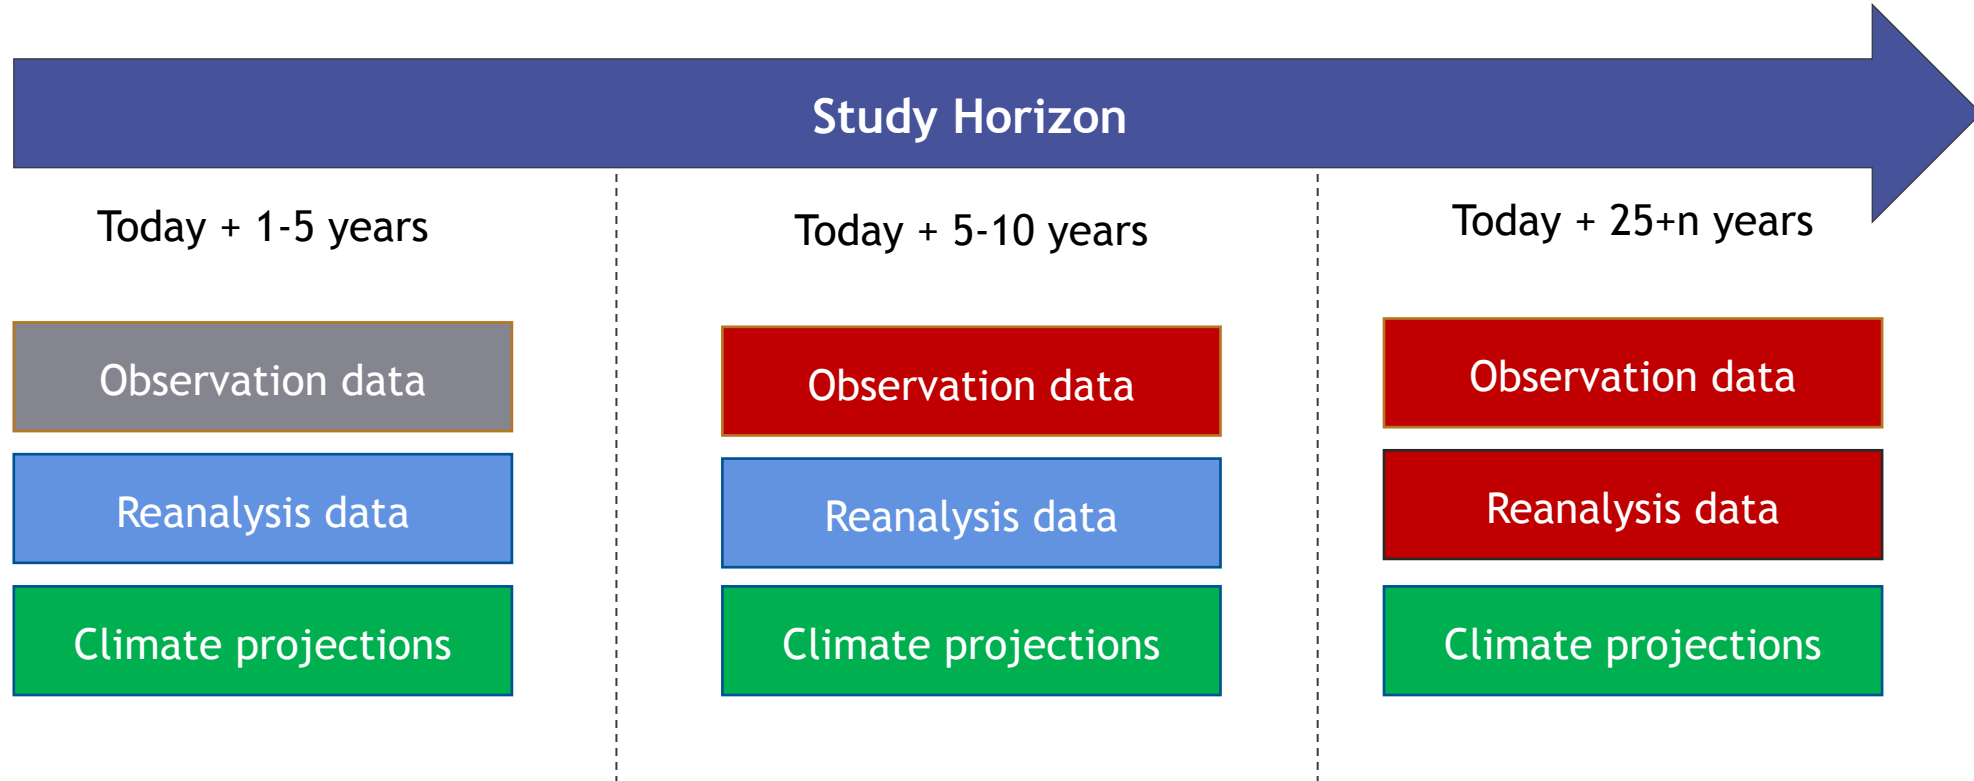 Study Horizon
Today + 1-5 years
Today + 5-10 years
Today + 25+n years
Observation data
Observation data
Observation data
Reanalysis data
Reanalysis data
Reanalysis data
Climate projections
Climate projections
Climate projections